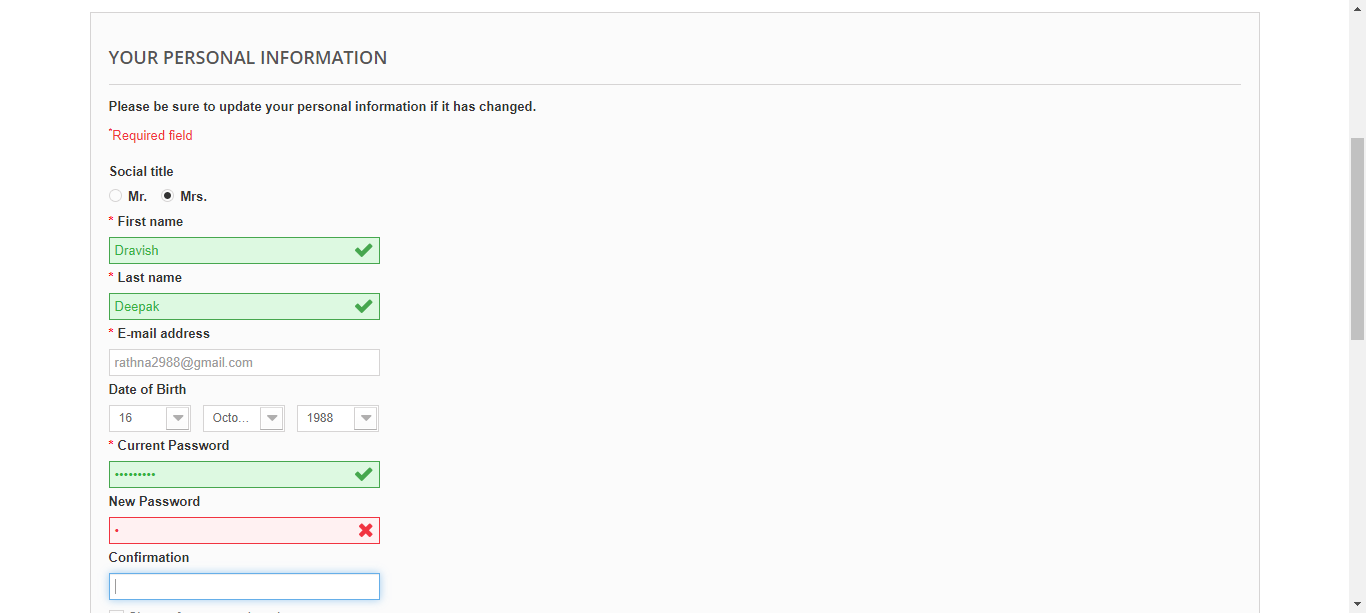 YOUR PERSONAL INFORMATION
Please be sure to update your personal information if it has changed.
*Required field
Social title
Mr. Mrs.
* First name
Dravish
* Last name
Deepak
* E-mail address
rathna2988@gmail.com
Date of Birth
16 Octo... 1988
* Current Password
•••••••••
New Password
•
Confirmation